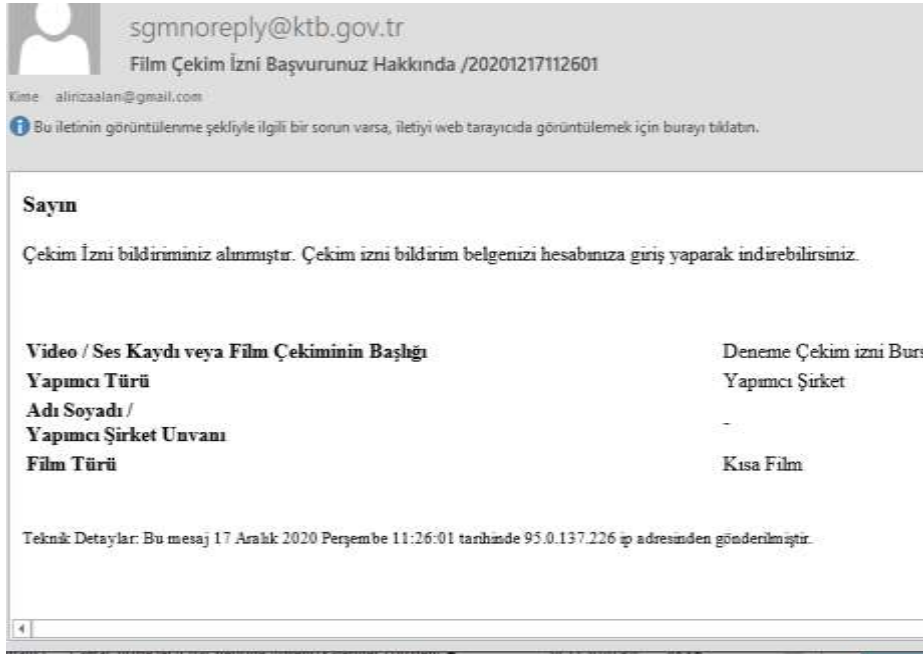 sgmnoreply@ktb.gov.tr
Film Çekim İzni Başvurunuz Hakkında /20201217112601
Kime alirizaalan@gmail.com
Bu iletinin görüntülenme şekliyle ilgili bir sorun varsa, iletiyi web tarayıcıda görüntülemek için burayı tıklatın.
Sayın
Çekim İzni bildiriminiz alınmıştır. Çekim izni bildirim belgenizi hesabınıza giriş yaparak indirebilirsiniz.
Video / Ses Kaydı veya Film Çekiminin Başlığı Deneme Çekim izni Burs
Yapımcı Türü Yapımcı Şirket
Adı Soyadı /
Yapımcı Şirket Unvanı -
Film Türü Kısa Film
Teknik Detaylar: Bu mesaj 17 Aralık 2020 Perşembe 11:26:01 tarihinde 95.0.137.226 ip adresinden gönderilmiştir.